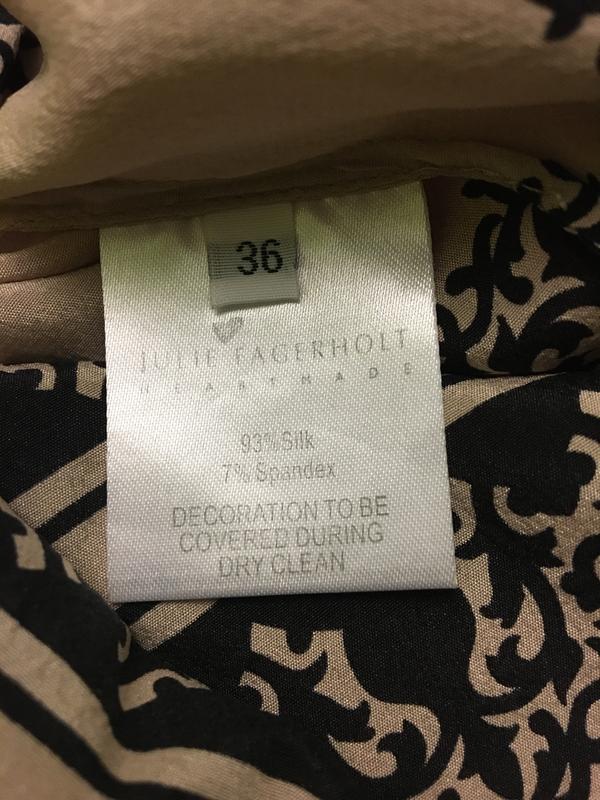 36
JULIE FAGERHOLT
HEARTMADE
93% Silk
7% Spandex
DECORATION TO BE
COVERED DURING
DRY CLEAN